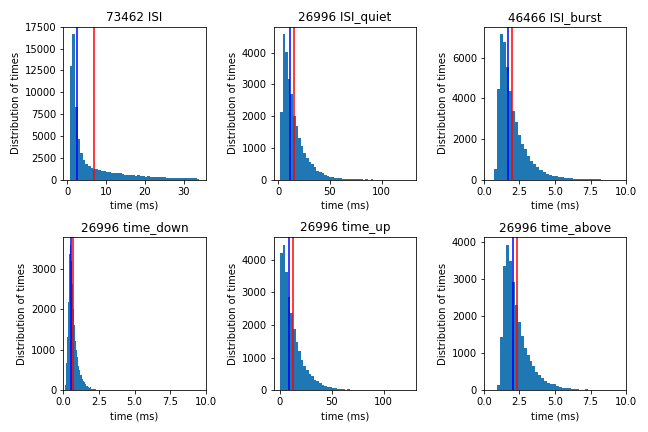 73462 ISI
Distribution of times
17500
15000
12500
10000
7500
5000
2500
0
0 10 20 30
time (ms)
26996 ISI_quiet
Distribution of times
4000
3000
2000
1000
0
0 50 100
time (ms)
46466 ISI_burst
Distribution of times
6000
4000
2000
0
0.0 2.5 5.0 7.5 10.0
time (ms)
26996 time_down
Distribution of times
3000
2000
1000
0
0.0 2.5 5.0 7.5 10.0
time (ms)
26996 time_up
Distribution of times
4000
3000
2000
1000
0
0 50 100
time (ms)
26996 time_above
Distribution of times
4000
3000
2000
1000
0
0.0 2.5 5.0 7.5 10.0
time (ms)